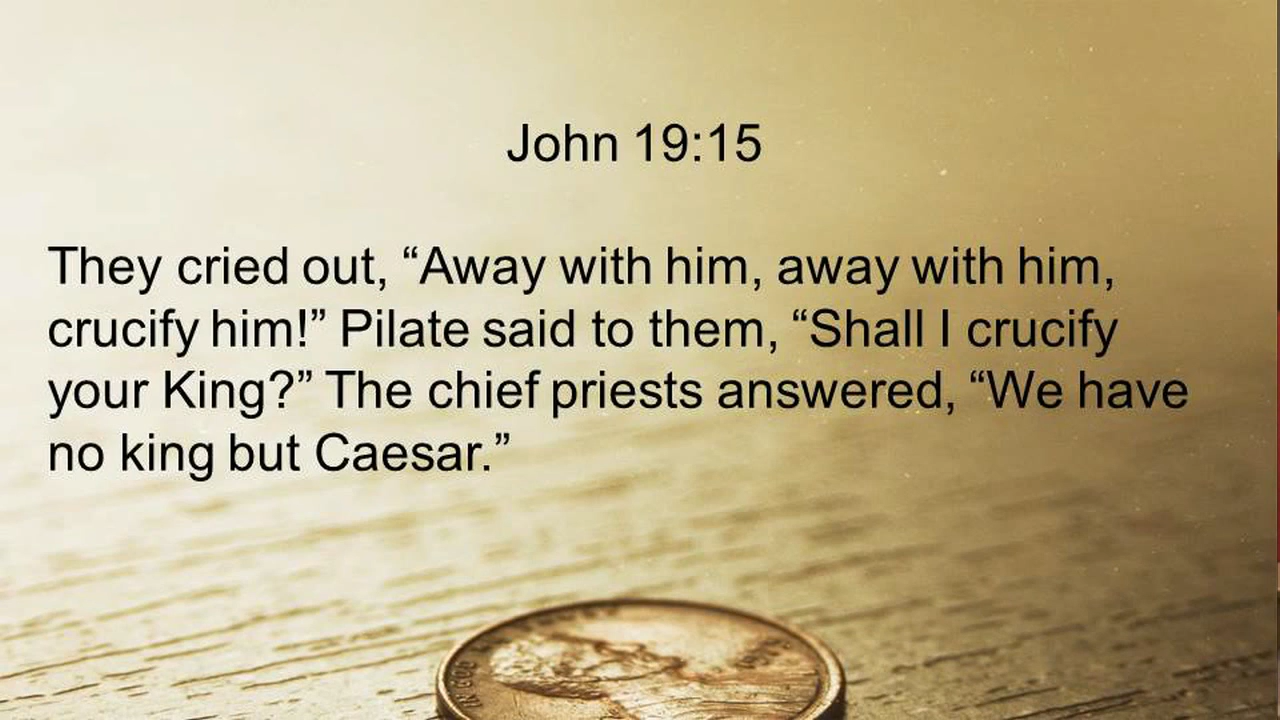 John 19:15
They cried out, “Away with him, away with him,
crucify him!” Pilate said to them, “Shall I crucify
your King?” The chief priests answered, “We have
no king but Caesar.”